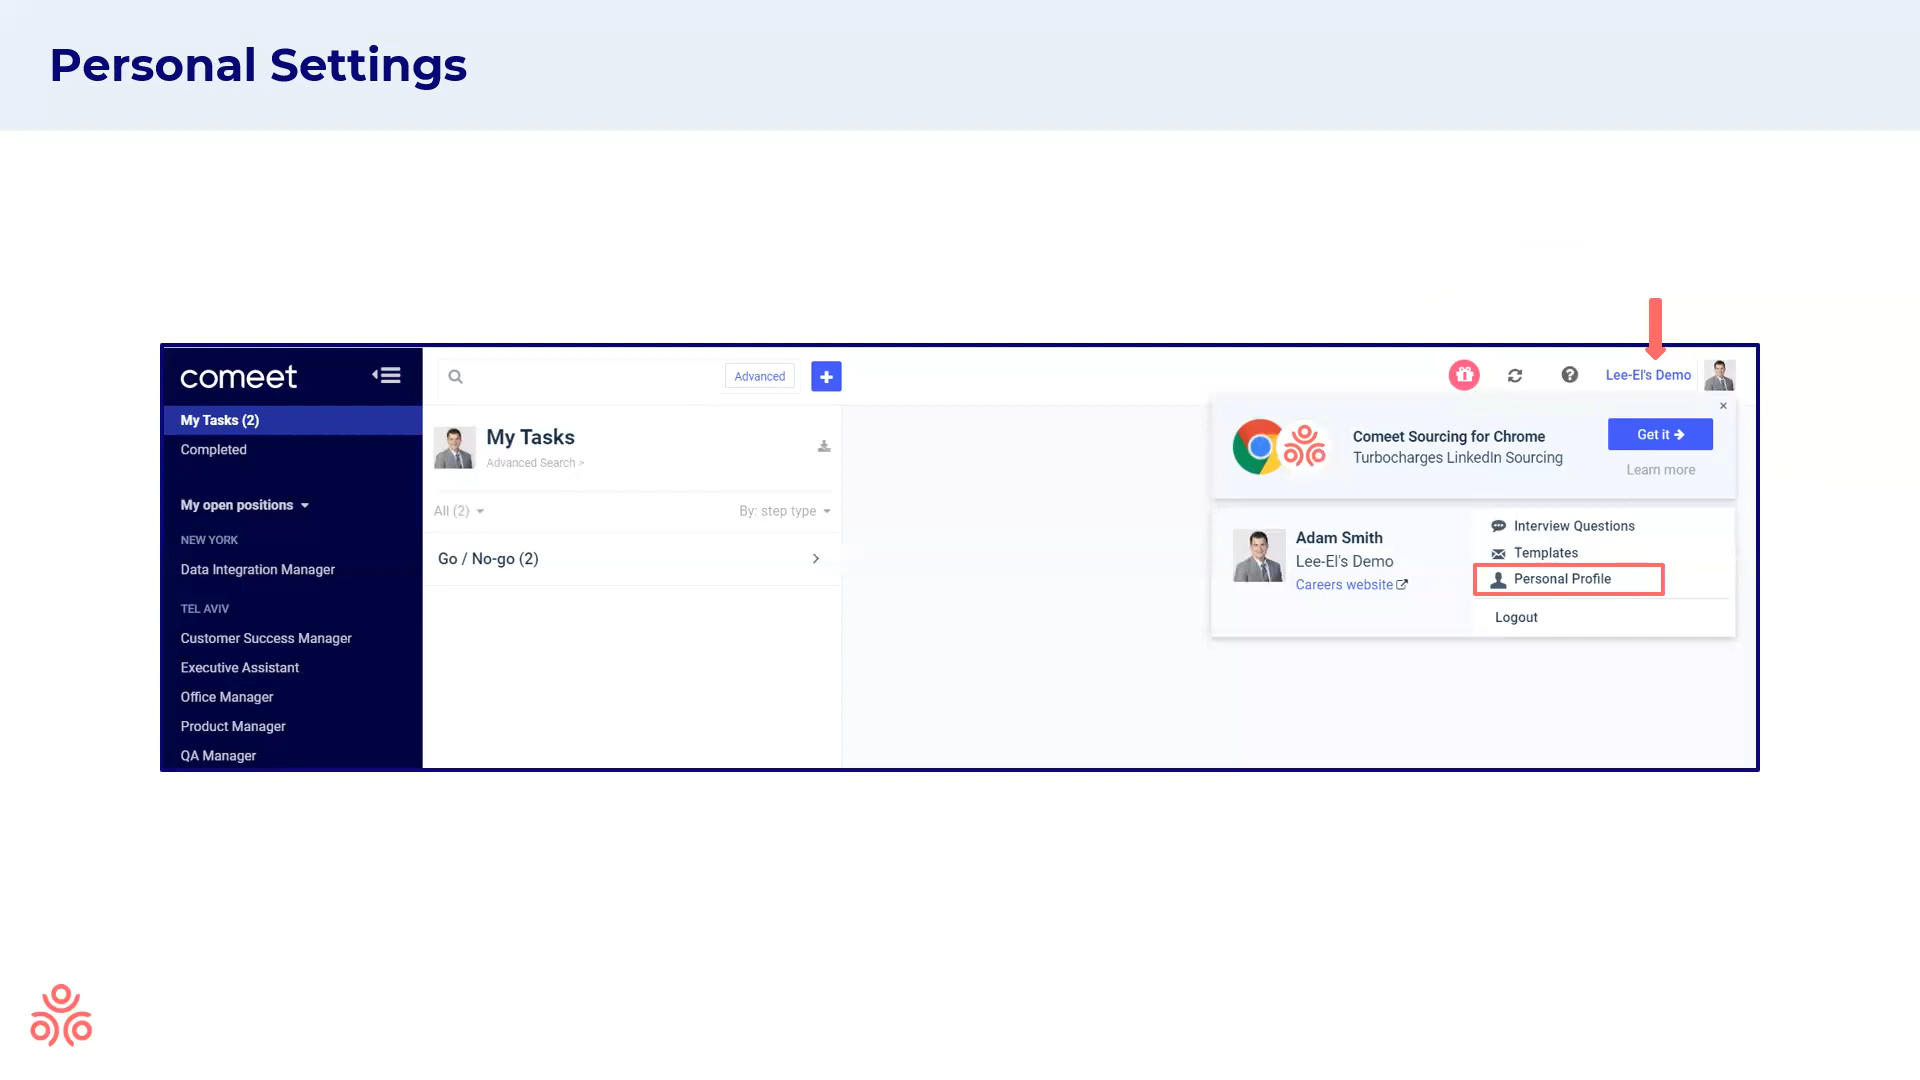 Personal Settings
comeet
Advanced
Lee-El's Demo
My Tasks (2)
Completed
My open positions
NEW YORK
Data Integration Manager
TEL AVIV
Customer Success Manager
Executive Assistant
Office Manager
Product Manager
QA Manager
My Tasks
Advanced Search >
All (2)
By: step type
Go / No-go (2)
Comeet Sourcing for Chrome
Turbocharges LinkedIn Sourcing
Get it
Learn more
Adam Smith
Lee-El's Demo
Careers website
Interview Questions
Templates
Personal Profile
Logout